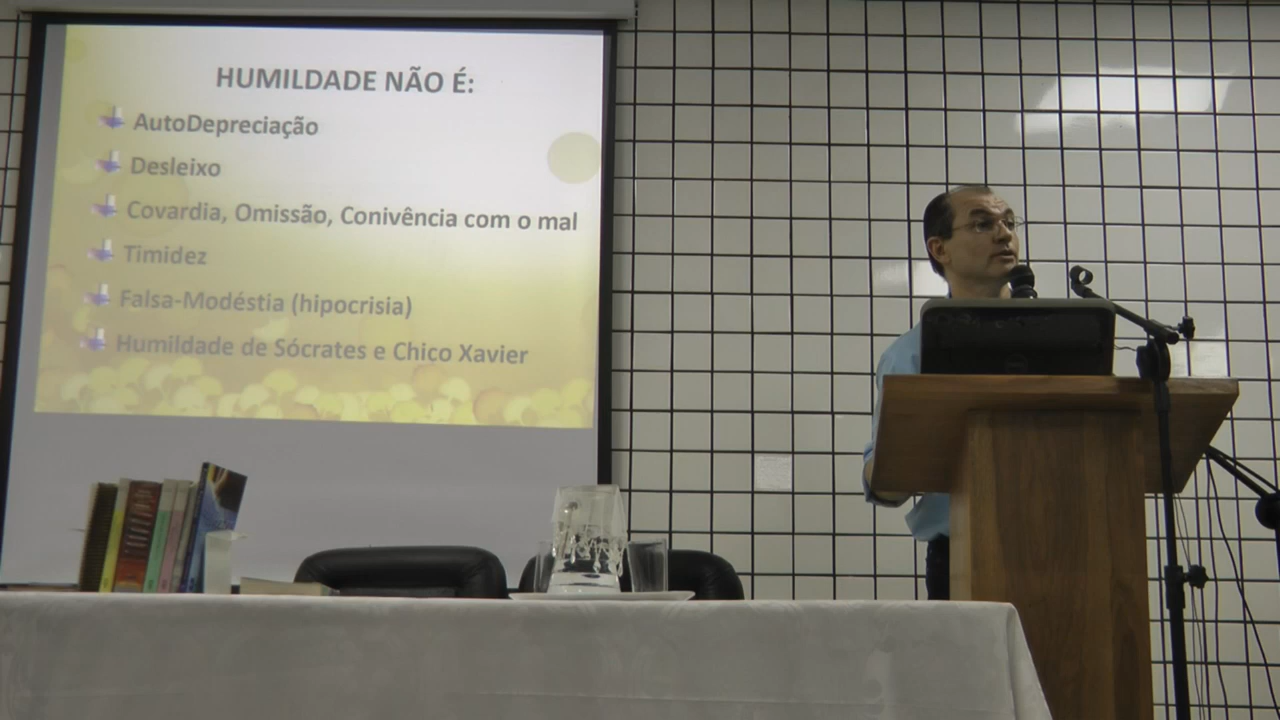 HUMILDADE NÃO É:
AutoDepreciação
Desleixo
Covardia, Omissão, Conivência com o mal
Timidez
Falsa-Modéstia (hipocrisia)
Humildade de Sócrates e Chico Xavier